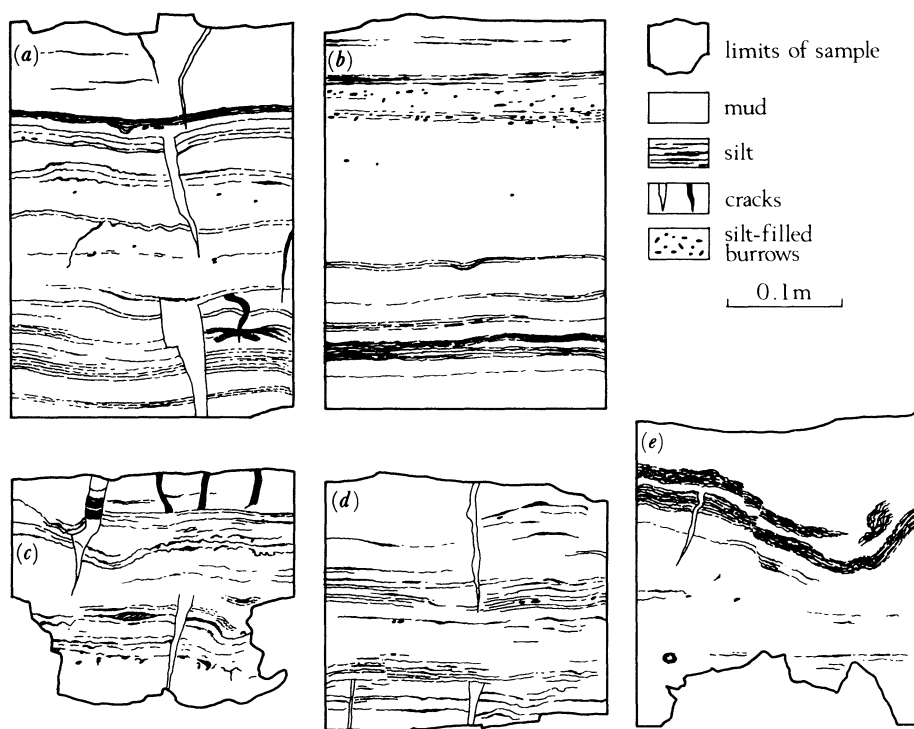 (a)
(b)
limits of sample
mud
silt
cracks
silt-filled
burrows
0.1m
(c)
(d)
(e)